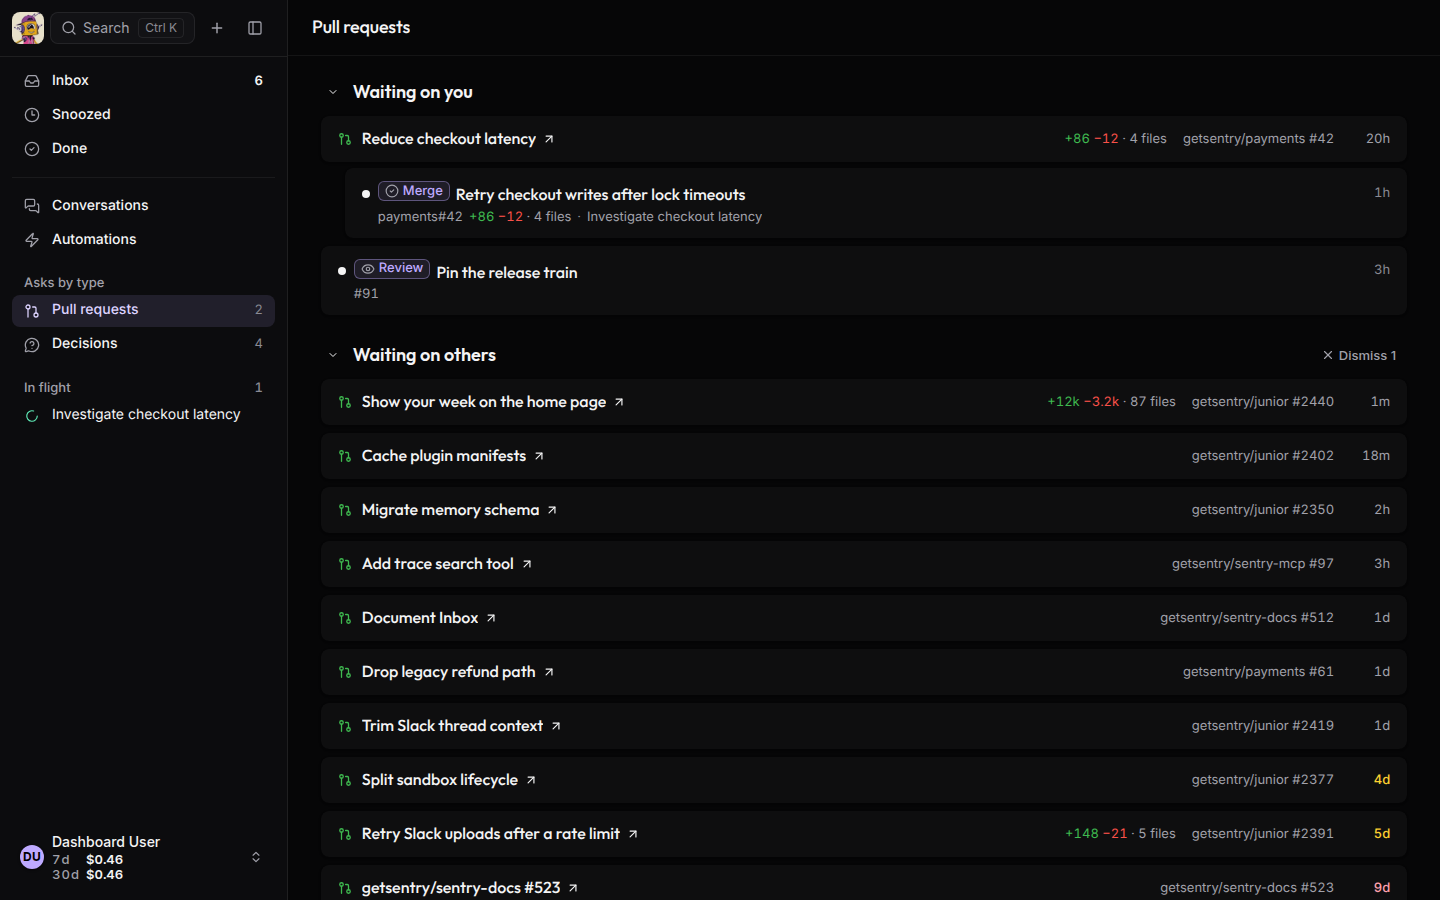 Search Ctrl K
Inbox 6
Snoozed
Done
Conversations
Automations
Asks by type
Pull requests 2
Decisions 4
In flight 1
Investigate checkout latency
DU Dashboard User
7d $0.46
30d $0.46
Pull requests
Waiting on you
Reduce checkout latency +86 −12 · 4 files getsentry/payments #42 20h
Merge Retry checkout writes after lock timeouts 1h
payments#42 +86 −12 · 4 files · Investigate checkout latency
Review Pin the release train 3h
#91
Waiting on others Dismiss 1
Show your week on the home page +12k −3.2k · 87 files getsentry/junior #2440 1m
Cache plugin manifests getsentry/junior #2402 18m
Migrate memory schema getsentry/junior #2350 2h
Add trace search tool getsentry/sentry-mcp #97 3h
Document Inbox getsentry/sentry-docs #512 1d
Drop legacy refund path getsentry/payments #61 1d
Trim Slack thread context getsentry/junior #2419 1d
Split sandbox lifecycle getsentry/junior #2377 4d
Retry Slack uploads after a rate limit +148 −21 · 5 files getsentry/junior #2391 5d
getsentry/sentry-docs #523 getsentry/sentry-docs #523 9d